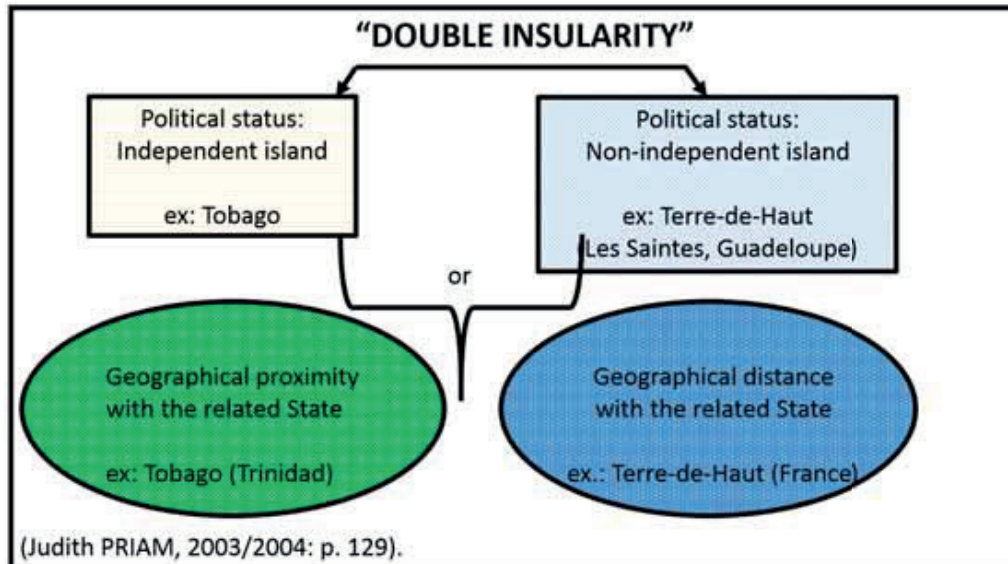 “DOUBLE INSULARITY”
Political status:
Independent island
ex: Tobago
Political status:
Non-independent island
ex: Terre-de-Haut
(Les Saintes, Guadeloupe)
or
Geographical proximity
with the related State
ex: Tobago (Trinidad)
Geographical distance
with the related State
ex.: Terre-de-Haut (France)
(Judith PRIAM, 2003/2004: p. 129).